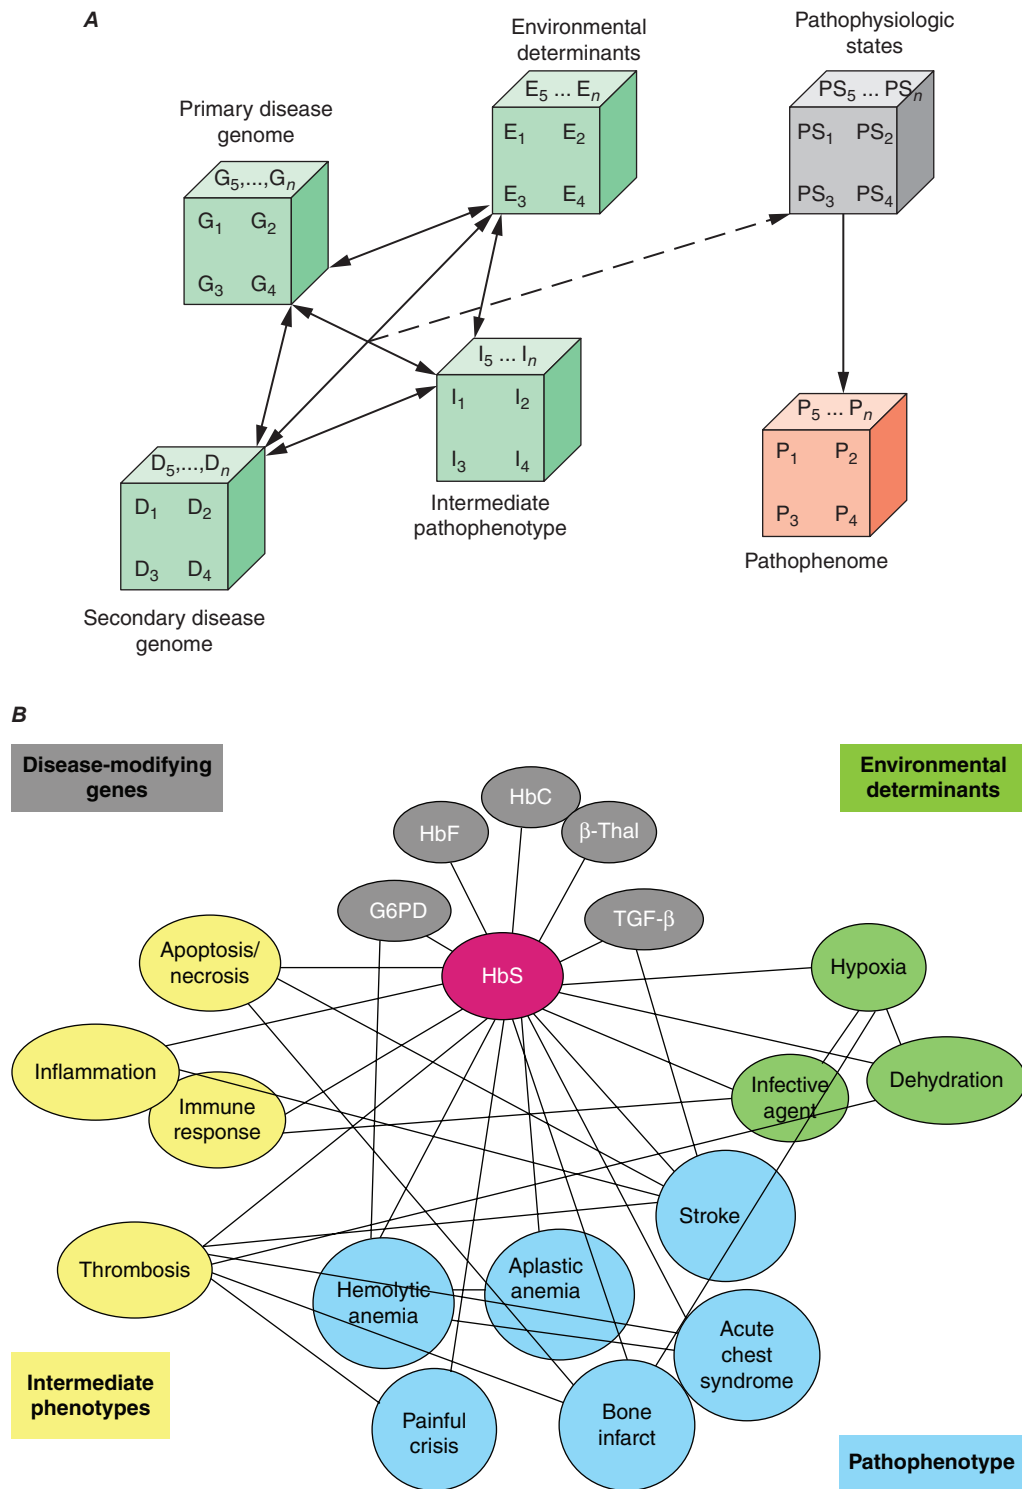 A
Environmental
determinants
Pathophysiologic
states
Primary disease
genome
E5 ... En
E1 E2
E3 E4
PS5 ... PSn
PS1 PS2
PS3 PS4
G5,...,Gn
G1 G2
G3 G4
I5 ... In
I1 I2
I3 I4
Intermediate
pathophenotype
P5 ... Pn
P1 P2
P3 P4
Pathophenome
D5,...,Dn
D1 D2
D3 D4
Secondary disease
genome
B
Disease-modifying
genes
Environmental
determinants
HbC
HbF
β-Thal
G6PD
TGF-β
Apoptosis/
necrosis
HbS
Hypoxia
Inflammation
Immune
response
Infective
agent
Dehydration
Stroke
Thrombosis
Hemolytic
anemia
Aplastic
anemia
Acute
chest
syndrome
Intermediate
phenotypes
Painful
crisis
Bone
infarct
Pathophenotype